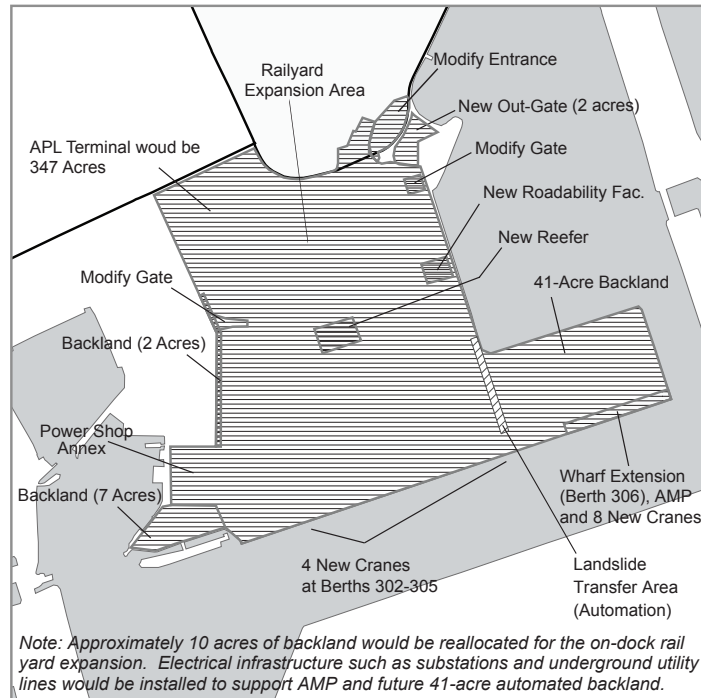 Modify Entrance
Railyard
Expansion Area
New Out-Gate (2 acres)
APL Terminal woud be
347 Acres
Modify Gate
New Roadability Fac.
New Reefer
Modify Gate
41-Acre Backland
Backland (2 Acres)
Power Shop
Annex
Backland (7 Acres)
Wharf Extension
(Berth 306), AMP
and 8 New Cranes
4 New Cranes
at Berths 302-305
Landslide
Transfer Area
(Automation)
Note: Approximately 10 acres of backland would be reallocated for the on-dock rail
yard expansion. Electrical infrastructure such as substations and underground utility
lines would be installed to support AMP and future 41-acre automated backland.